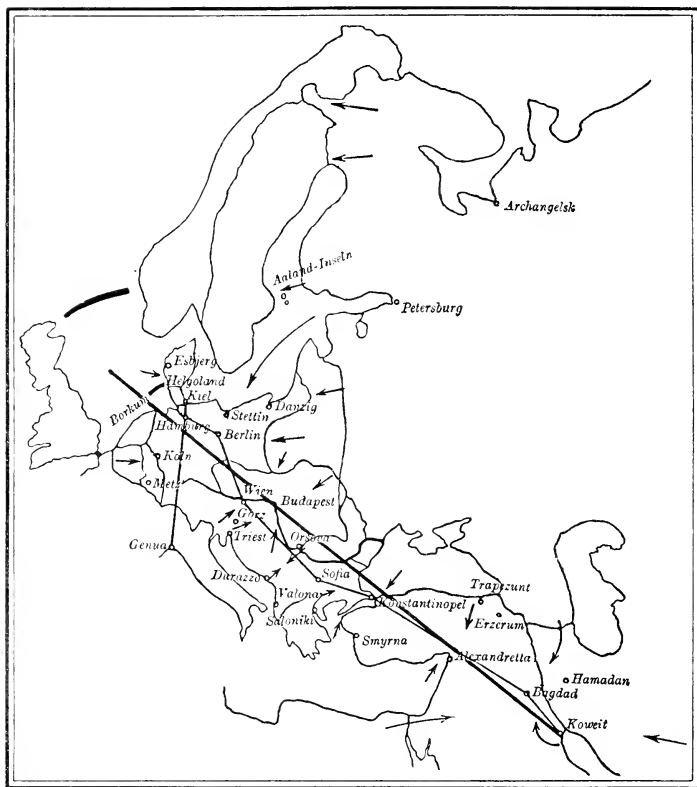 Archangelsk
Aaland-Inseln
Petersburg
Esbjerg
Helgoland
Kiel
Borkum
Danzig
Stettin
Hamburg
Berlin
Köln
Metz
Wien
Budapest
Görz
Triest
Orsova
Genua
Durazzo
Sofia
Trapezunt
Valona
Konstantinopel
Saloniki
Erzerum
Smyrna
Alexandretta
Hamadan
Bagdad
Koweit